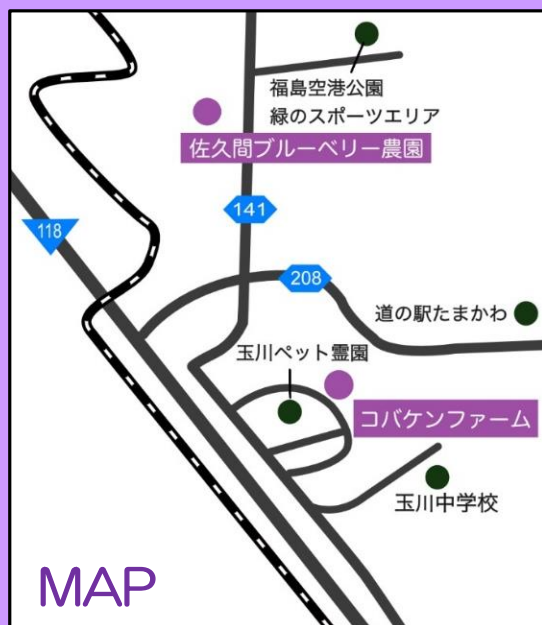 福島空港公園
緑のスポーツエリア
佐久間ブルーベリー農園
141
118
208
道の駅たまかわ
玉川ペット霊園
コバケンファーム
玉川中学校
MAP